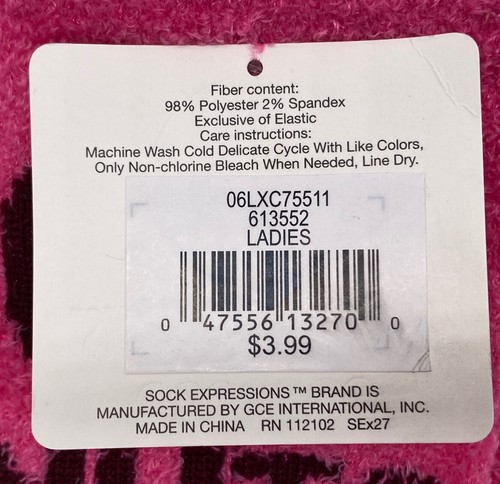 Fiber content:
98% Polyester 2% Spandex
Exclusive of Elastic
Care instructions:
Machine Wash Cold Delicate Cycle With Like Colors,
Only Non-chlorine Bleach When Needed, Line Dry.
06LXC75511
613552
LADIES
0 47556 13270 0
$3.99
SOCK EXPRESSIONS™ BRAND IS
MANUFACTURED BY GCE INTERNATIONAL, INC.
MADE IN CHINA RN 112102 SEx27